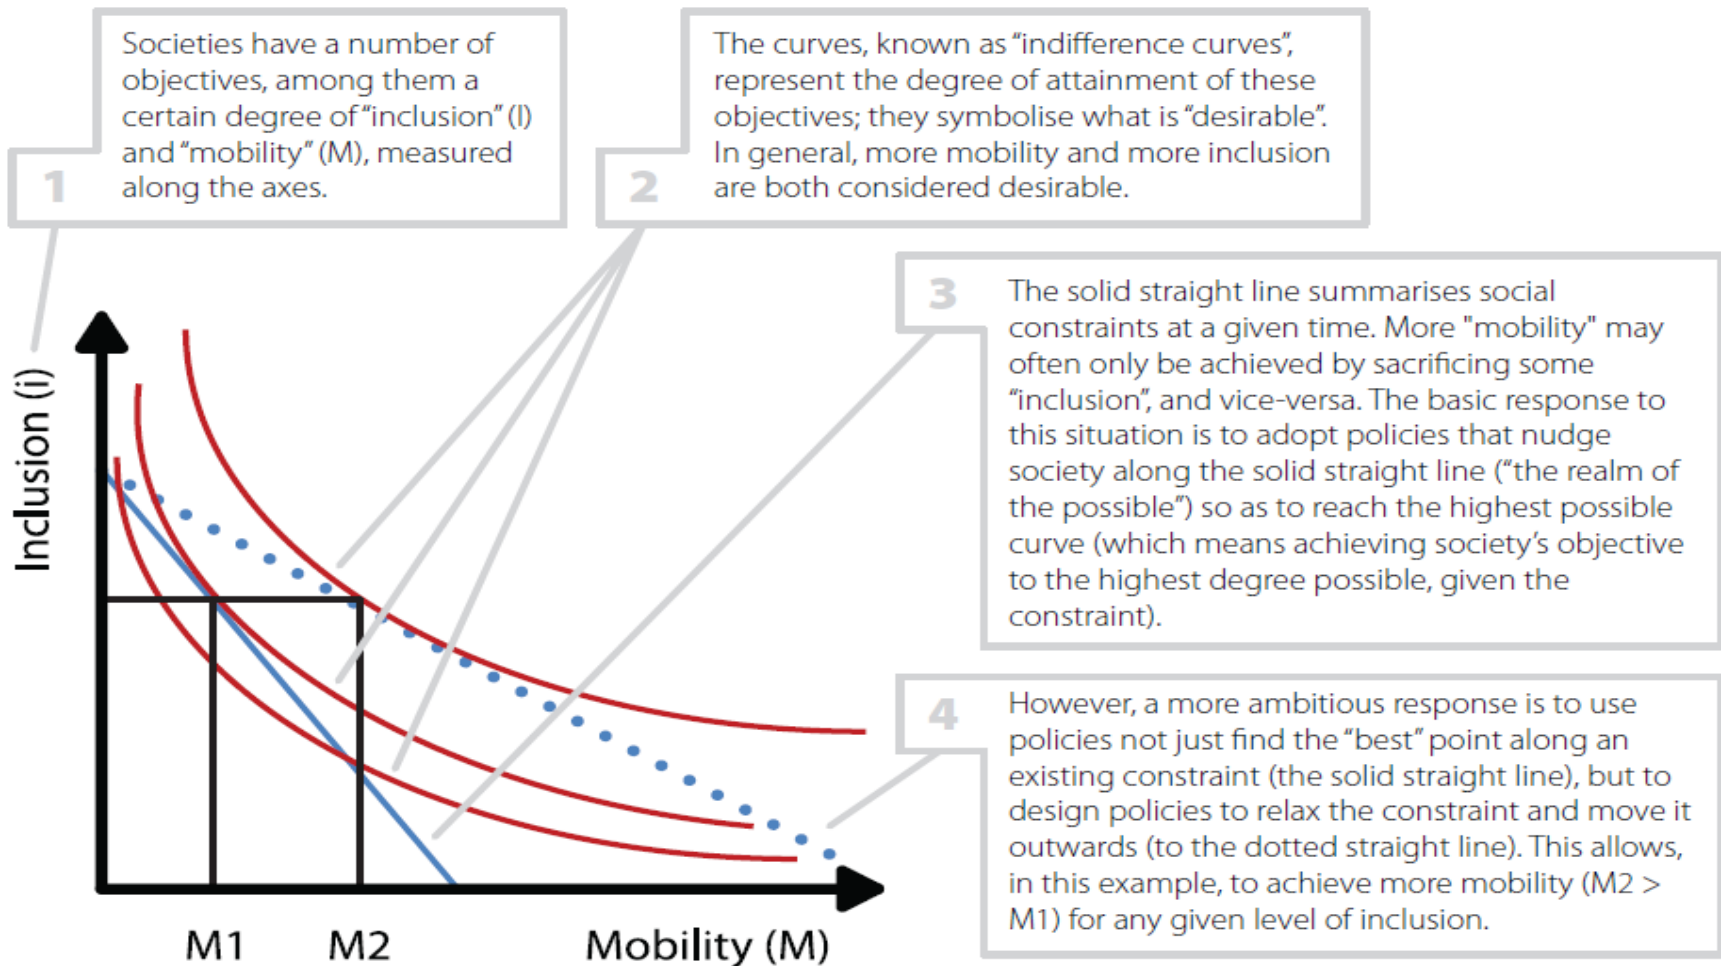 Societies have a number of
objectives, among them a
certain degree of “inclusion” (I)
and “mobility” (M), measured
along the axes.
1
The curves, known as “indifference curves”,
represent the degree of attainment of these
objectives; they symbolise what is “desirable”.
In general, more mobility and more inclusion
are both considered desirable.
2
3
The solid straight line summarises social
constraints at a given time. More "mobility" may
often only be achieved by sacrificing some
“inclusion”, and vice-versa. The basic response to
this situation is to adopt policies that nudge
society along the solid straight line (“the realm of
the possible”) so as to reach the highest possible
curve (which means achieving society’s objective
to the highest degree possible, given the
constraint).
4
However, a more ambitious response is to use
policies not just find the “best” point along an
existing constraint (the solid straight line), but to
design policies to relax the constraint and move it
outwards (to the dotted straight line). This allows,
in this example, to achieve more mobility (M2 >
M1) for any given level of inclusion.
Inclusion (i)
M1
M2
Mobility (M)